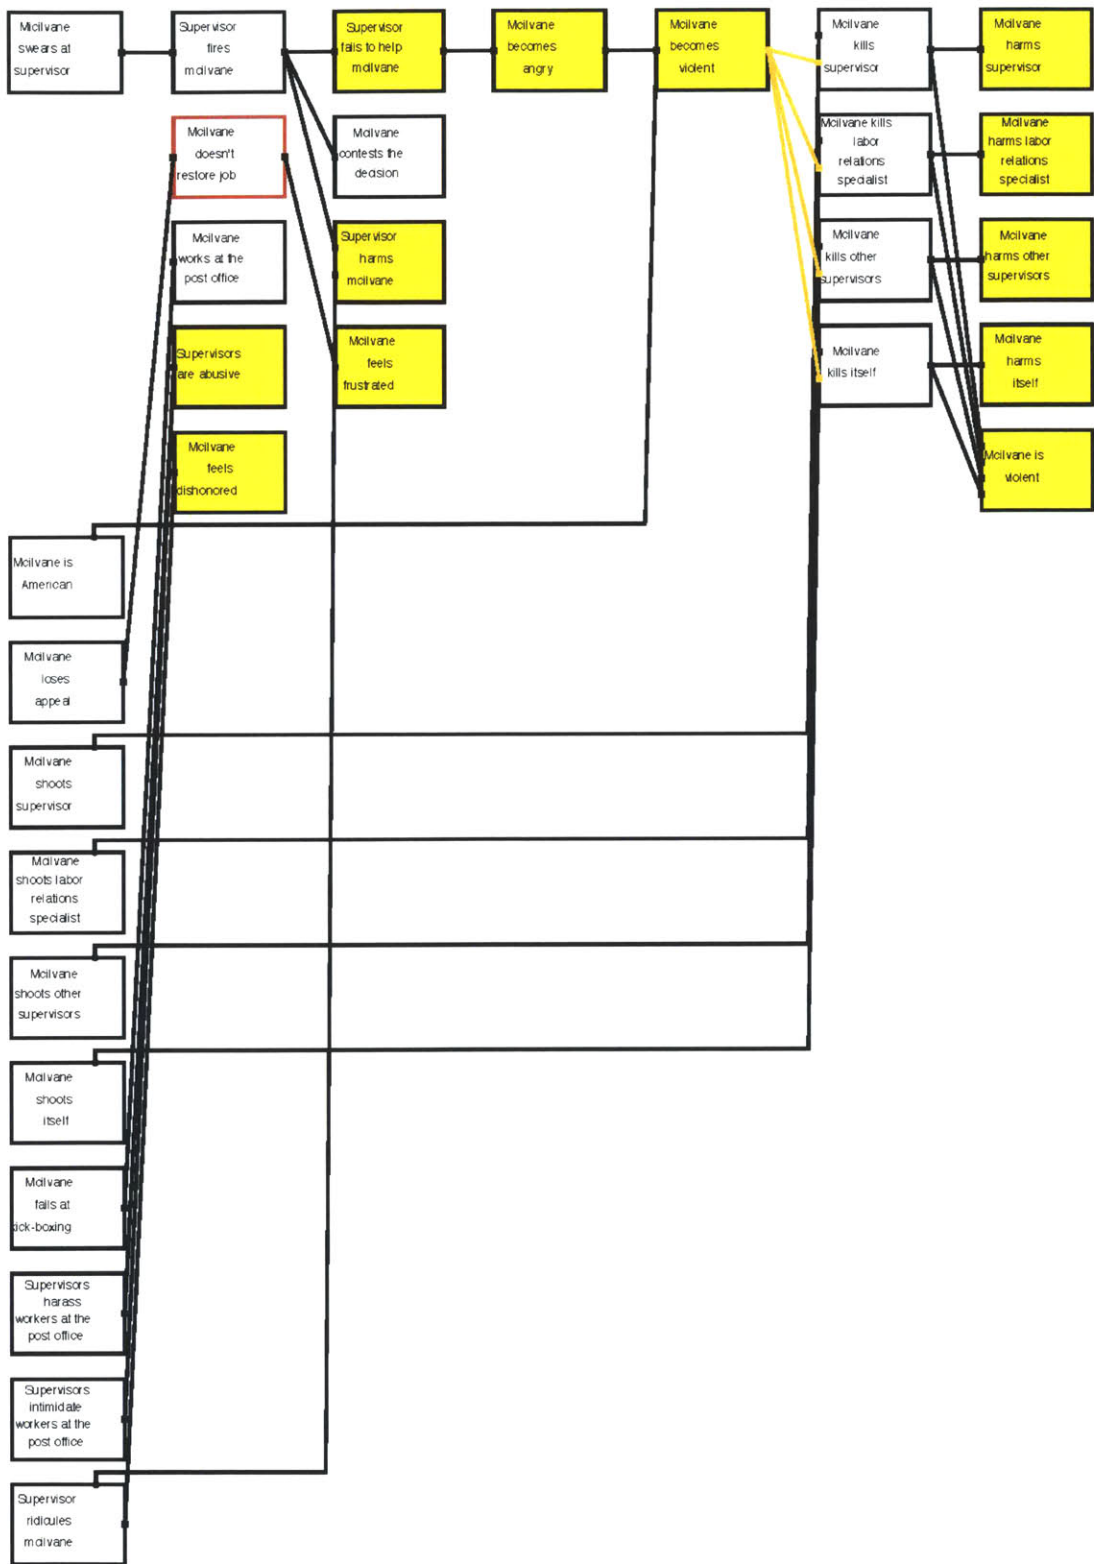 Mcilvane
swears at
supervisor
Supervisor
fires
mcilvane
Supervisor
fails to help
mcilvane
Mcilvane
becomes
angry
Mcilvane
becomes
violent
Mcilvane
kills
supervisor
Mcilvane
harms
supervisor
Mcilvane
doesn't
restore job
Mcilvane
contests the
decision
Mcilvane kills
labor
relations
specialist
Mcilvane
harms labor
relations
specialist
Mcilvane
works at the
post office
Supervisor
harms
mcilvane
Mcilvane
kills other
supervisors
Mcilvane
harms other
supervisors
Supervisors
are abusive
Mcilvane
feels
frustrated
Mcilvane
kills itself
Mcilvane
harms
itself
Mcilvane
feels
dishonored
Mcilvane is
violent
Mcilvane is
American
Mcilvane
loses
appeal
Mcilvane
shoots
supervisor
Mcilvane
shoots labor
relations
specialist
Mcilvane
shoots other
supervisors
Mcilvane
shoots
itself
Mcilvane
fails at
kick-boxing
Supervisors
harass
workers at the
post office
Supervisors
intimidate
workers at the
post office
Supervisor
ridicules
mcilvane